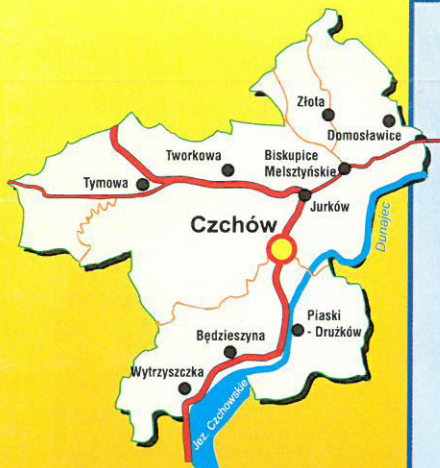 Złota
Domosławice
Tworkowa
Biskupice
Melsztyńskie
Tymowa
Jurków
Czchów
Dunajec
Piaski
- Drużków
Będzieszyna
Wytrzyszczka
Jez. Czchowskie